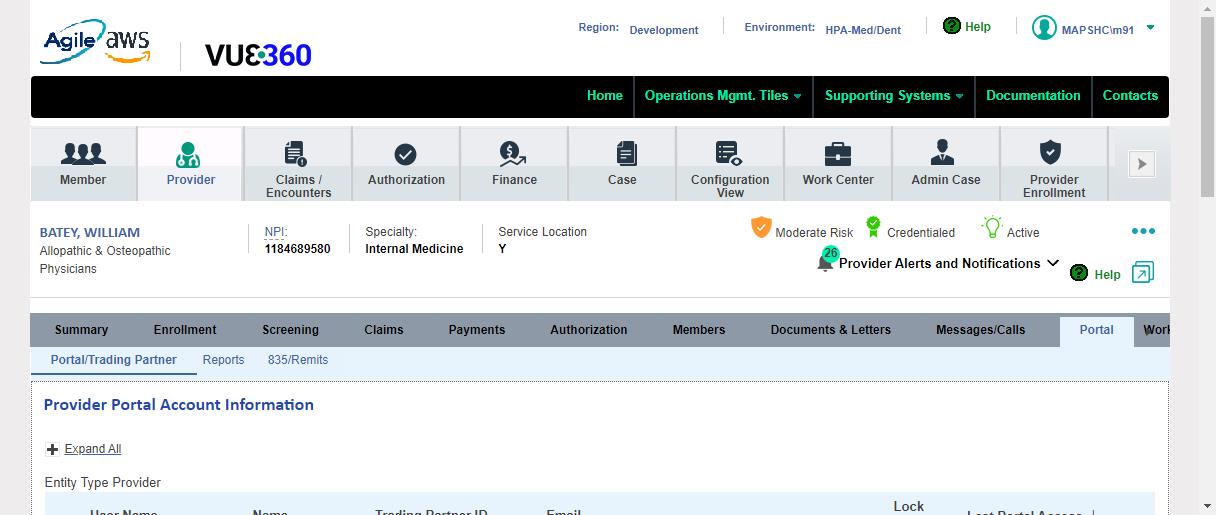 Agile aws
VUE360
Region: Development
Environment: HPA-Med/Dent
? Help
MAPSHC\m91
Home
Operations Mgmt. Tiles
Supporting Systems
Documentation
Contacts
Member
Provider
Claims /
Encounters
Authorization
Finance
Case
Configuration
View
Work Center
Admin Case
Provider
Enrollment
BATEY, WILLIAM
Allopathic & Osteopathic
Physicians
NPI:
1184689580
Specialty:
Internal Medicine
Service Location
Y
Moderate Risk
Credentialed
Active
26
Provider Alerts and Notifications
? Help
Summary
Enrollment
Screening
Claims
Payments
Authorization
Members
Documents & Letters
Messages/Calls
Portal
Work
Portal/Trading Partner
Reports
835/Remits
Provider Portal Account Information
Expand All
Entity Type Provider
User Name
Name
Trading Partner ID
Email
Lock
Last Portal Access